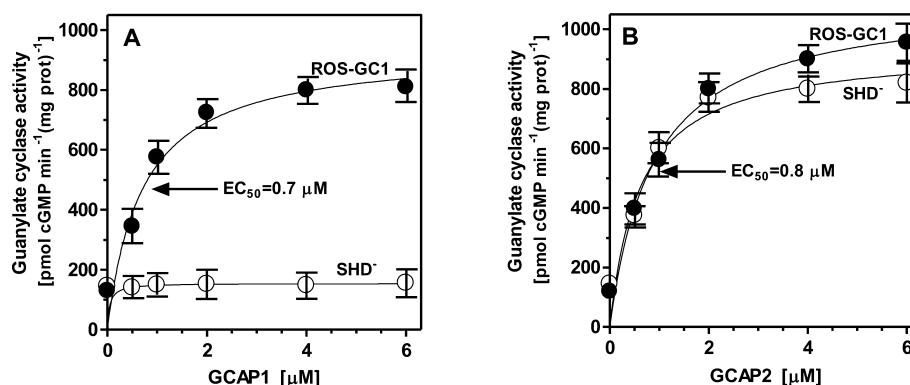 A
ROS-GC1
EC50=0.7 µM
SHD-
Guanylate cyclase activity
[pmol cGMP min-1(mg prot)-1]
1000
800
600
400
200
0
0 2 4 6
GCAP1 [µM]
B
ROS-GC1
SHD-
EC50=0.8 µM
Guanylate cyclase activity
[pmol cGMP min-1(mg prot)-1]
1000
800
600
400
200
0
0 2 4 6
GCAP2 [µM]